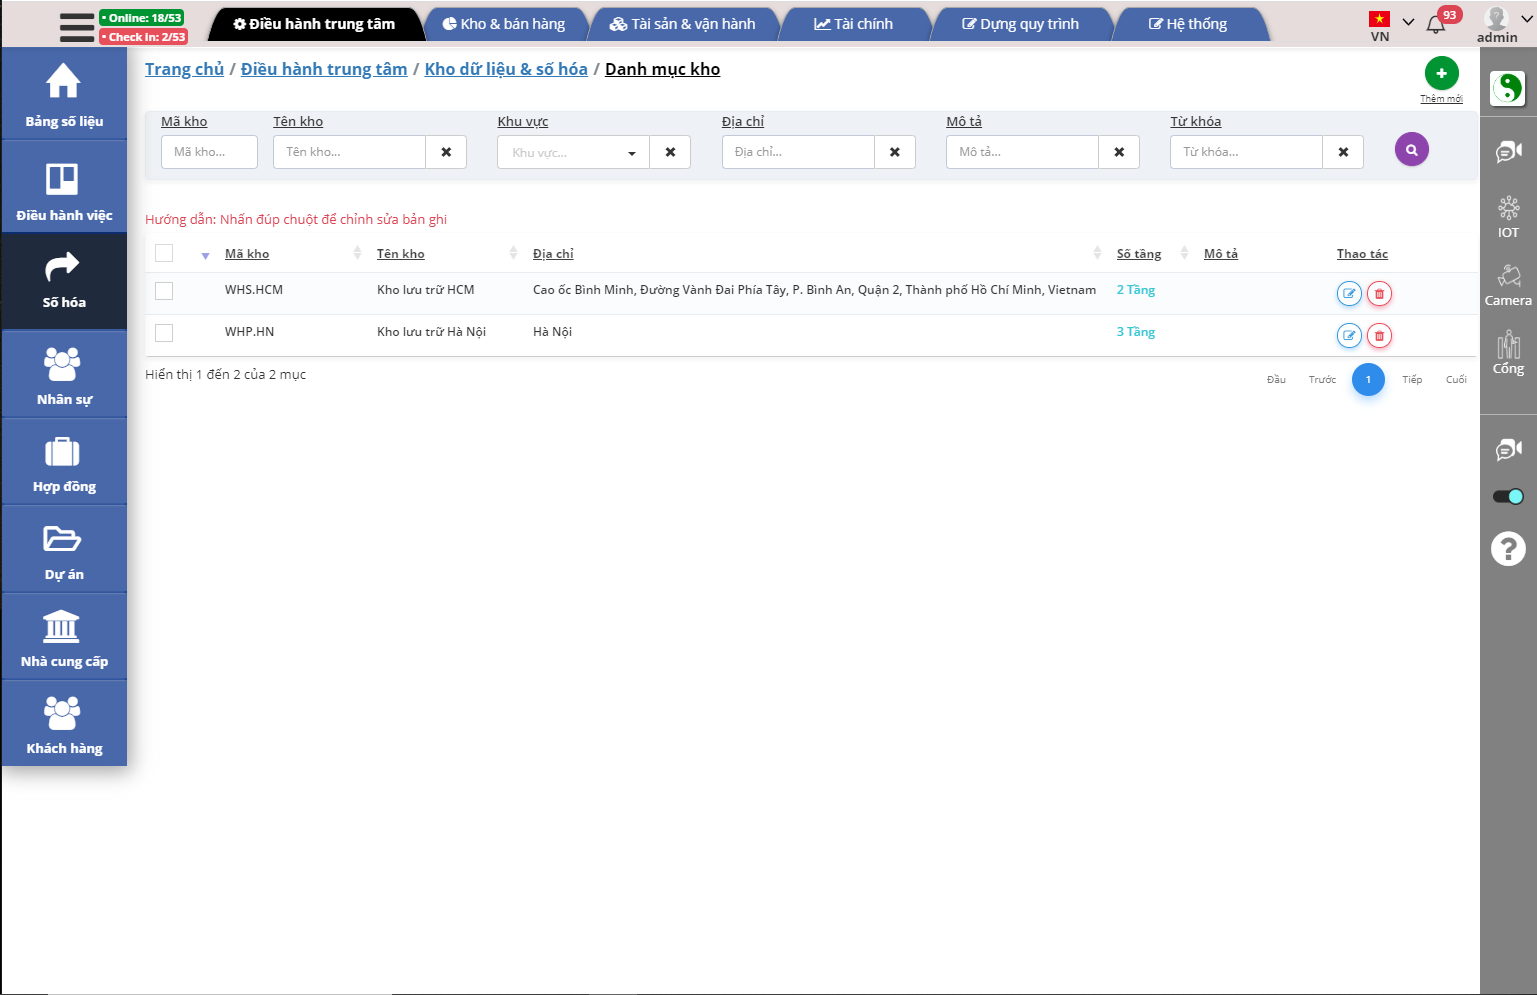 • Online: 18/53
• Check in: 2/53
Điều hành trung tâm
Kho & bán hàng
Tài sản & vận hành
Tài chính
Dựng quy trình
Hệ thống
VN
93
admin
Bảng số liệu
Điều hành việc
Số hóa
Nhân sự
Hợp đồng
Dự án
Nhà cung cấp
Khách hàng
Trang chủ / Điều hành trung tâm / Kho dữ liệu & số hóa / Danh mục kho
Thêm mới
Mã kho Tên kho Khu vực Địa chỉ Mô tả Từ khóa
Mã kho... Tên kho... Khu vực... Địa chỉ... Mô tả... Từ khóa...
Hướng dẫn: Nhấn đúp chuột để chỉnh sửa bản ghi
Mã kho Tên kho Địa chỉ Số tầng Mô tả Thao tác
WHS.HCM Kho lưu trữ HCM Cao ốc Bình Minh, Đường Vành Đai Phía Tây, P. Bình An, Quận 2, Thành phố Hồ Chí Minh, Vietnam 2 Tầng
WHP.HN Kho lưu trữ Hà Nội Hà Nội 3 Tầng
Hiển thị 1 đến 2 của 2 mục
Đầu Trước 1 Tiếp Cuối
IOT
Camera
Cổng